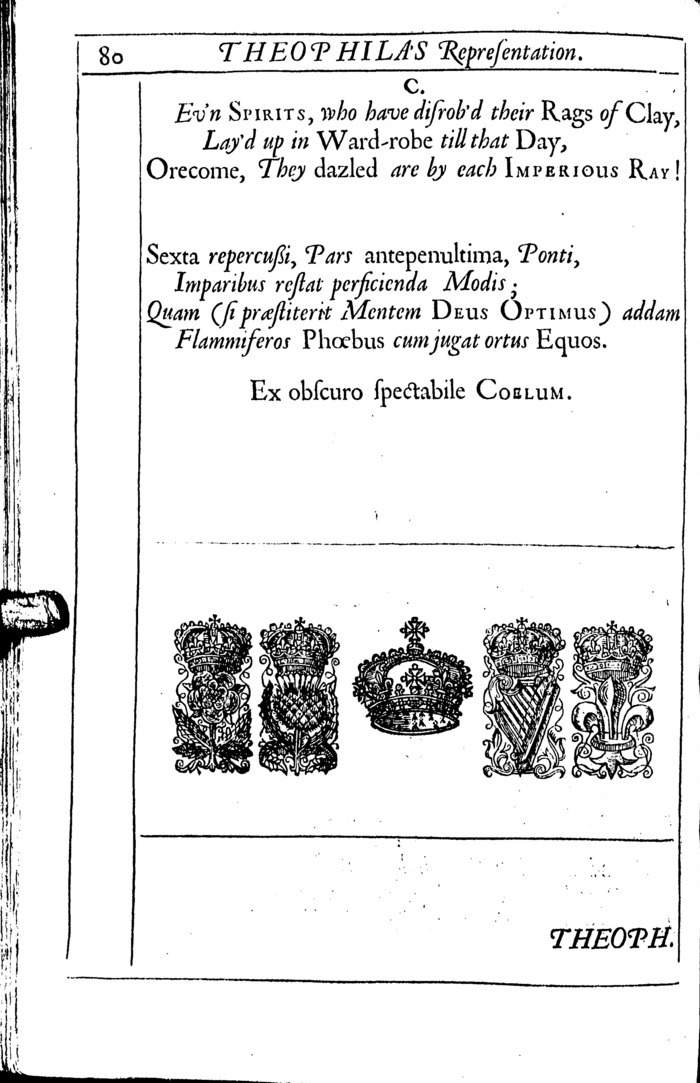 80 THEOPHILA'S Repreſentation.
C.
Ev'n SPIRITS, who have diſrob'd their Rags of Clay,
Lay'd up in Ward-robe till that Day,
Orecome, They dazled are by each IMPERIOUS RAY!
Sexta repercuſſi, Pars antepenultima, Ponti,
Imparibus reſtat perficienda Modis;
Quam (ſi præſtiterit Mentem DEUS OPTIMUS) addam
Flammiferos Phœbus cum jugat ortus Equos.
Ex obſcuro ſpectabile COELUM.
THEOPH.